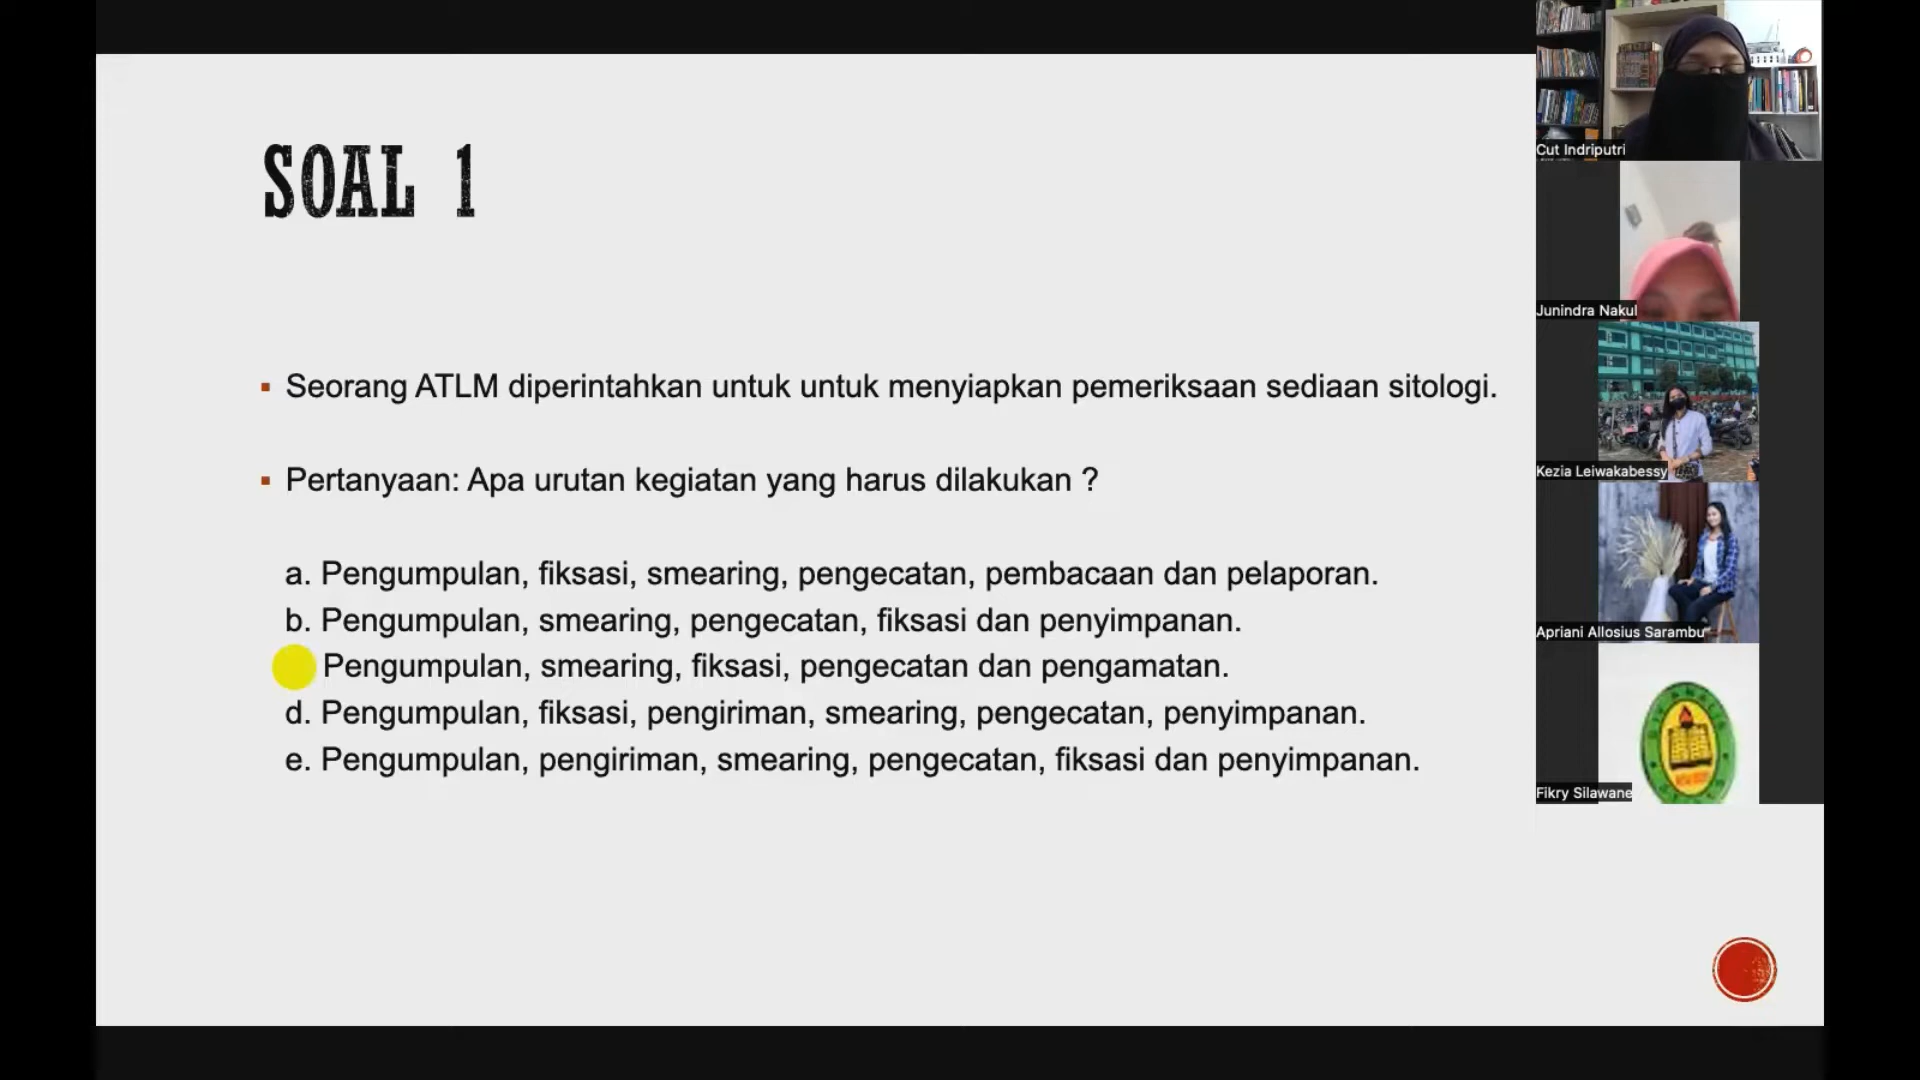 SOAL 1
Seorang ATLM diperintahkan untuk untuk menyiapkan pemeriksaan sediaan sitologi.
Pertanyaan: Apa urutan kegiatan yang harus dilakukan ?
a. Pengumpulan, fiksasi, smearing, pengecatan, pembacaan dan pelaporan.
b. Pengumpulan, smearing, pengecatan, fiksasi dan penyimpanan.
Pengumpulan, smearing, fiksasi, pengecatan dan pengamatan.
d. Pengumpulan, fiksasi, pengiriman, smearing, pengecatan, penyimpanan.
e. Pengumpulan, pengiriman, smearing, pengecatan, fiksasi dan penyimpanan.
Cut Indriputri
Junindra Nakul
Kezia Leiwakabessy
Apriani Allosius Sarambu
Fikry Silawane